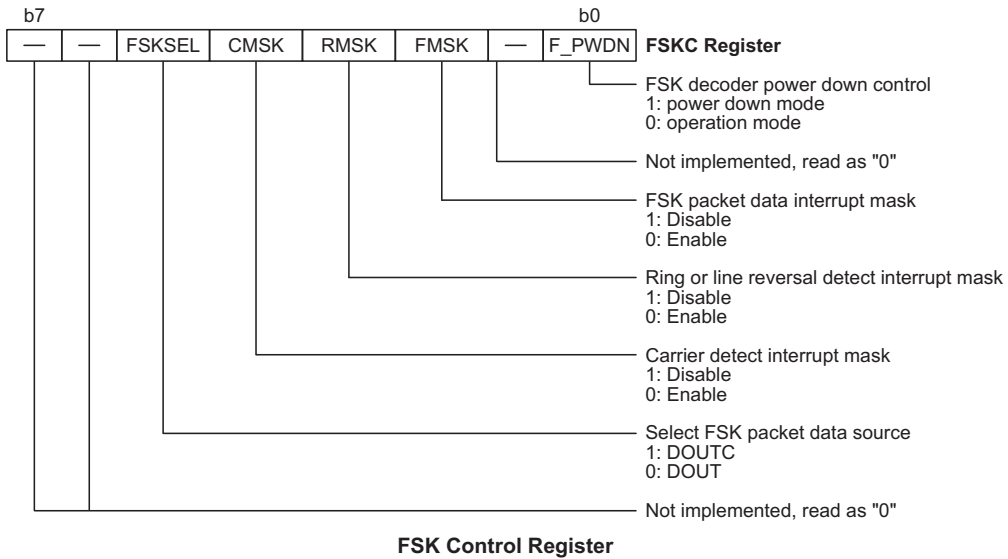 b7 b0
— — FSKSEL CMSK RMSK FMSK — F_PWDN FSKC Register
FSK decoder power down control
1: power down mode
0: operation mode
Not implemented, read as "0"
FSK packet data interrupt mask
1: Disable
0: Enable
Ring or line reversal detect interrupt mask
1: Disable
0: Enable
Carrier detect interrupt mask
1: Disable
0: Enable
Select FSK packet data source
1: DOUTC
0: DOUT
Not implemented, read as "0"
FSK Control Register